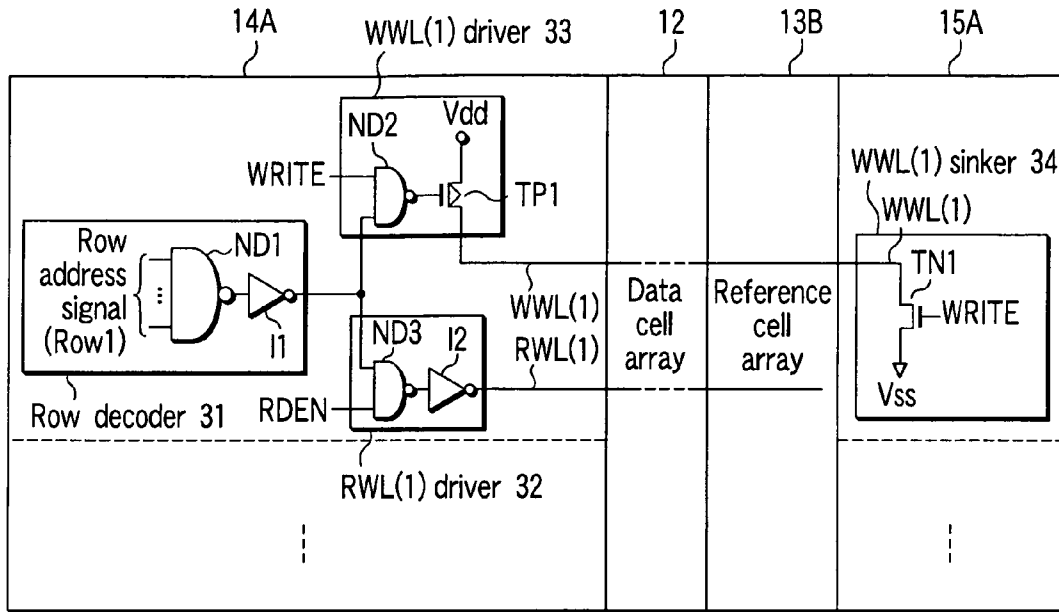 14A
WWL(1) driver 33
12
13B
15A
Vdd
ND2
WRITE
TP1
WWL(1) sinker 34
WWL(1)
Row
address
signal
(Row1)
...
ND1
I1
TN1
WRITE
Vss
WWL(1)
RWL(1)
Data
cell
array
Reference
cell
array
ND3
I2
RDEN
Row decoder 31
RWL(1) driver 32